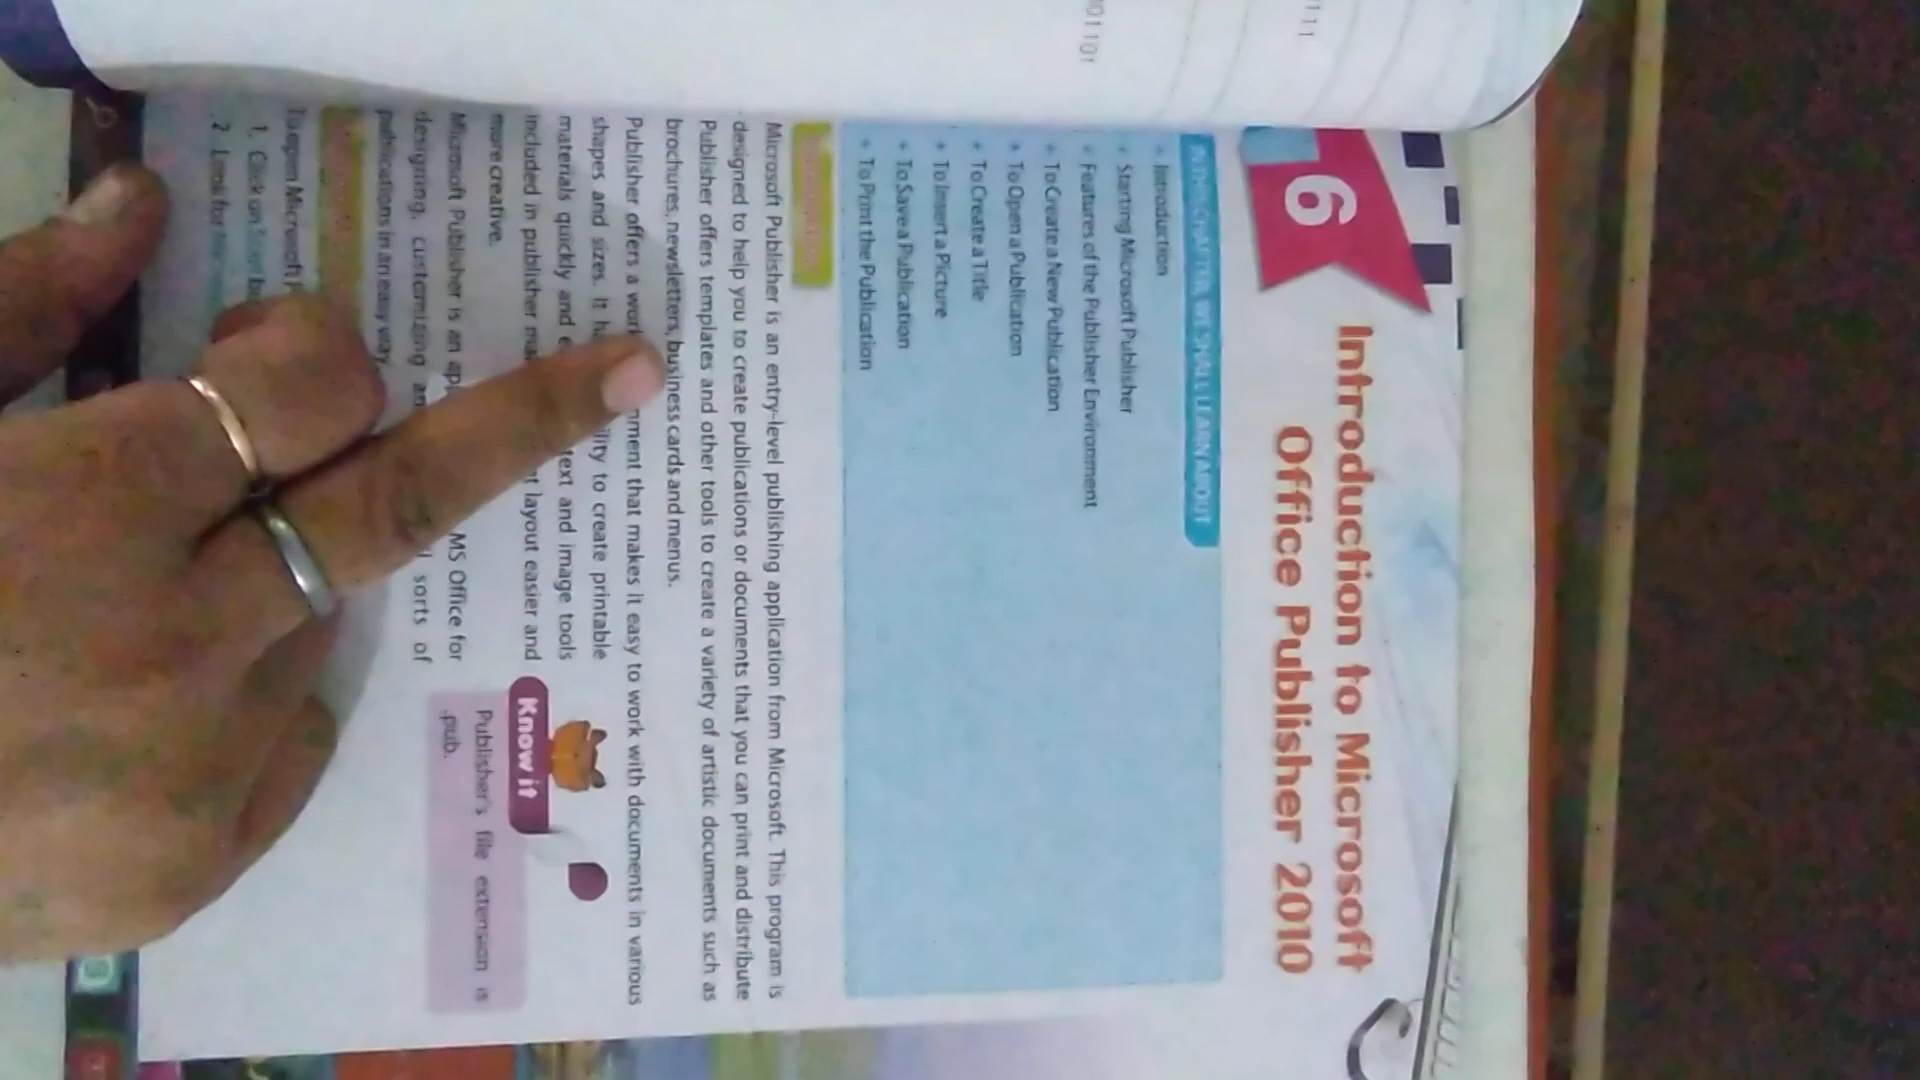 6
Introduction to Microsoft
Office Publisher 2010
IN THIS CHAPTER, WE SHALL LEARN ABOUT
Introduction
Starting Microsoft Publisher
Features of the Publisher Environment
To Create a New Publication
To Open a Publication
To Create a Title
To Insert a Picture
To Save a Publication
To Print the Publication
Microsoft Publisher is an entry-level publishing application from Microsoft. This program is
designed to help you to create publications or documents that you can print and distribute
Publisher offers templates and other tools to create a variety of artistic documents such as
brochures, newsletters, business cards and menus.
Publisher offers a that makes it easy to work with documents in various
shapes and sizes. It to create printable
materials quickly and text and image tools
included in publisher layout easier and
more creative.
Microsoft Publisher is an MS Office for
designing, customizing sorts of
publications in an easy way.
Know it
Publisher's file extension is
.pub.
To open Microsoft
1. Click on Start
2. Look for